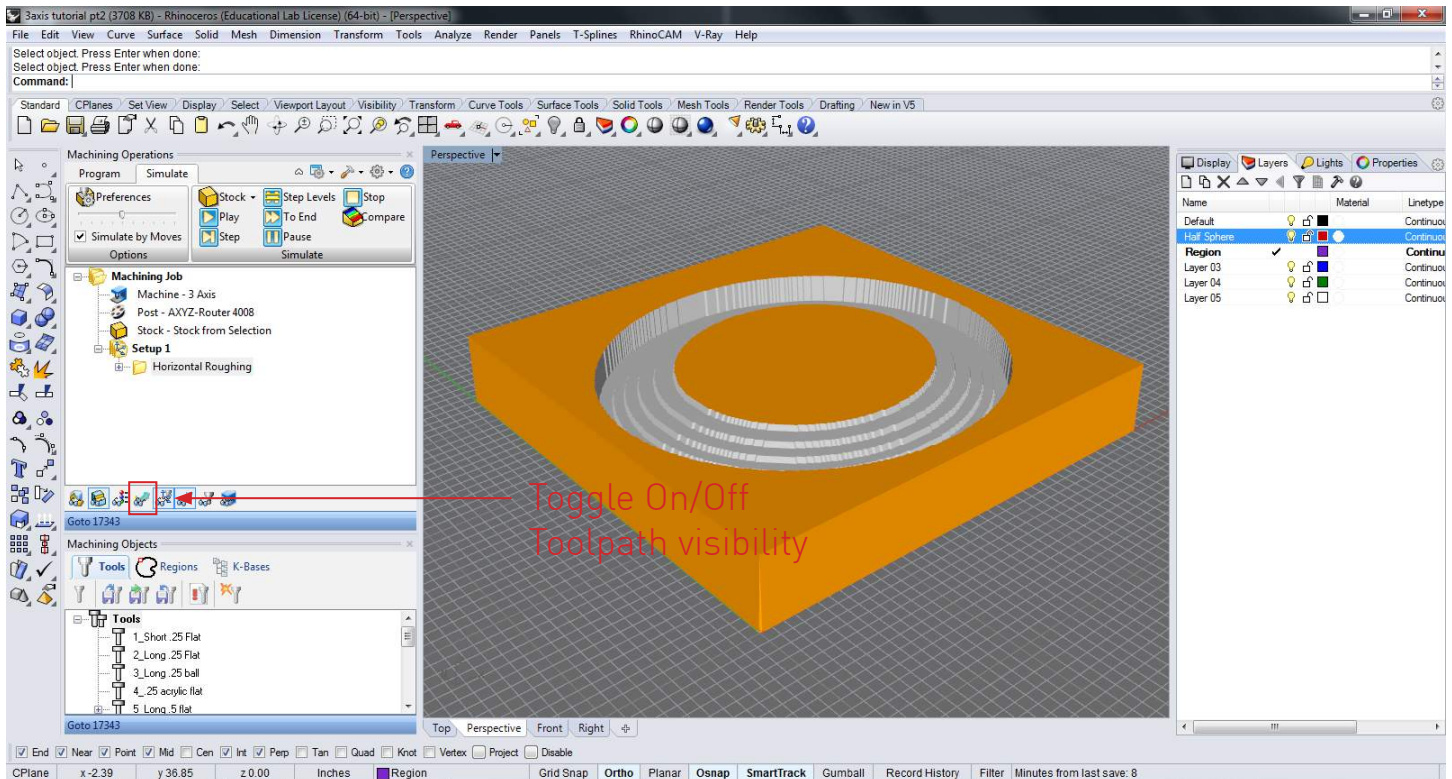 3axis tutorial pt2 (3708 KB) - Rhinoceros (Educational Lab License) (64-bit) - [Perspective]
File Edit View Curve Surface Solid Mesh Dimension Transform Tools Analyze Render Panels T-Splines RhinoCAM V-Ray Help
Select object. Press Enter when done:
Select object. Press Enter when done:
Command:
Standard CPlanes Set View Display Select Viewport Layout Visibility Transform Curve Tools Surface Tools Solid Tools Mesh Tools Render Tools Drafting New in V5
Machining Operations
Program Simulate
Preferences
Simulate by Moves
Options
Stock Step Levels Stop
Play To End Compare
Step Pause
Simulate
Machining Job
Machine - 3 Axis
Post - AXYZ-Router 4008
Stock - Stock from Selection
Setup 1
Horizontal Roughing
Goto 17343
Machining Objects
Tools Regions K-Bases
Tools
1_Short .25 Flat
2_Long .25 Flat
3_Long .25 ball
4_.25 acrylic flat
5 Long .5 flat
Goto 17343
Perspective
Toggle On/Off
Toolpath visibility
Top Perspective Front Right
Display Layers Lights Properties
Name Material Linetype
Default Continuou
Half Sphere Continuou
Region Continu
Layer 03 Continuou
Layer 04 Continuou
Layer 05 Continuou
End Near Point Mid Cen Int Perp Tan Quad Knot Vertex Project Disable
CPlane x -2.39 y 36.85 z 0.00 Inches Region Grid Snap Ortho Planar Osnap SmartTrack Gumball Record History Filter Minutes from last save: 8